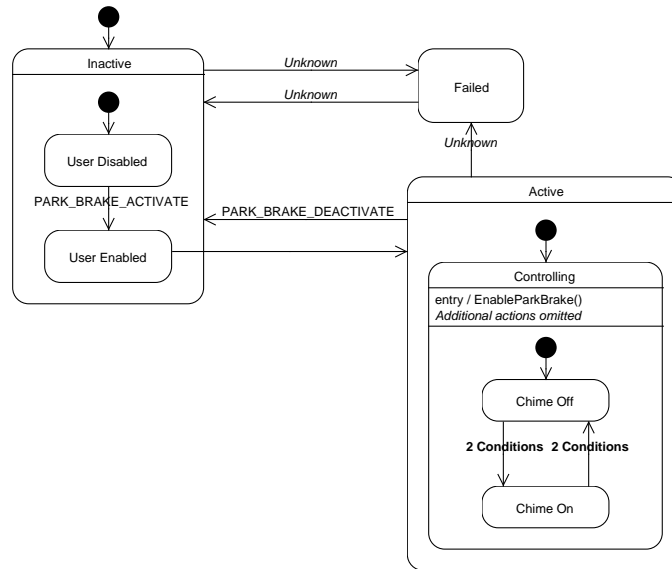 Inactive
Unknown
Unknown
Failed
User Disabled
Unknown
PARK_BRAKE_ACTIVATE
Active
PARK_BRAKE_DEACTIVATE
User Enabled
Controlling
entry / EnableParkBrake()
Additional actions omitted
Chime Off
2 Conditions 2 Conditions
Chime On